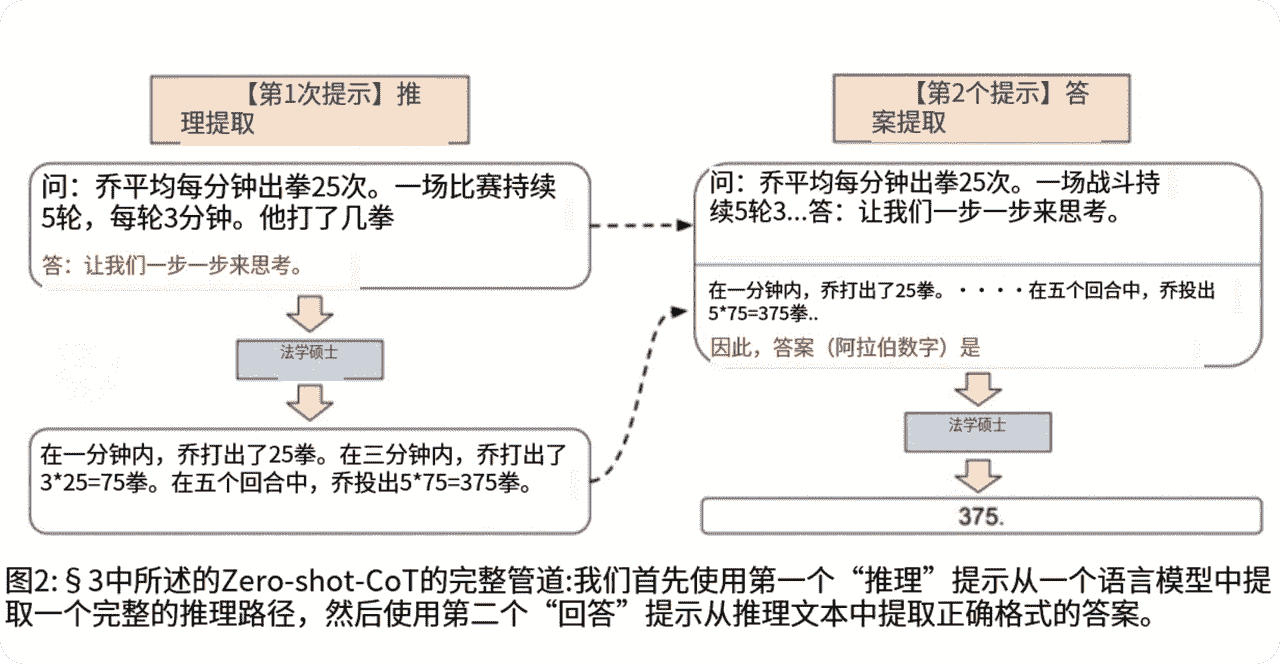 【第1次提示】推
理提取
问：乔平均每分钟出拳25次。一场比赛持续
5轮，每轮3分钟。他打了几拳
答：让我们一步一步来思考。
法学硕士
在一分钟内，乔打出了25拳。在三分钟内，乔打出了
3*25=75拳。在五个回合中，乔投出5*75=375拳。
【第2个提示】答
案提取
问：乔平均每分钟出拳25次。一场战斗持
续5轮3...答：让我们一步一步来思考。
在一分钟内，乔打出了25拳。・・・・在五个回合中，乔投出
5*75=375拳..
因此，答案（阿拉伯数字）是
法学硕士
375.
图2:§3中所述的Zero-shot-CoT的完整管道:我们首先使用第一个“推理”提示从一个语言模型中提
取一个完整的推理路径，然后使用第二个“回答”提示从推理文本中提取正确格式的答案。